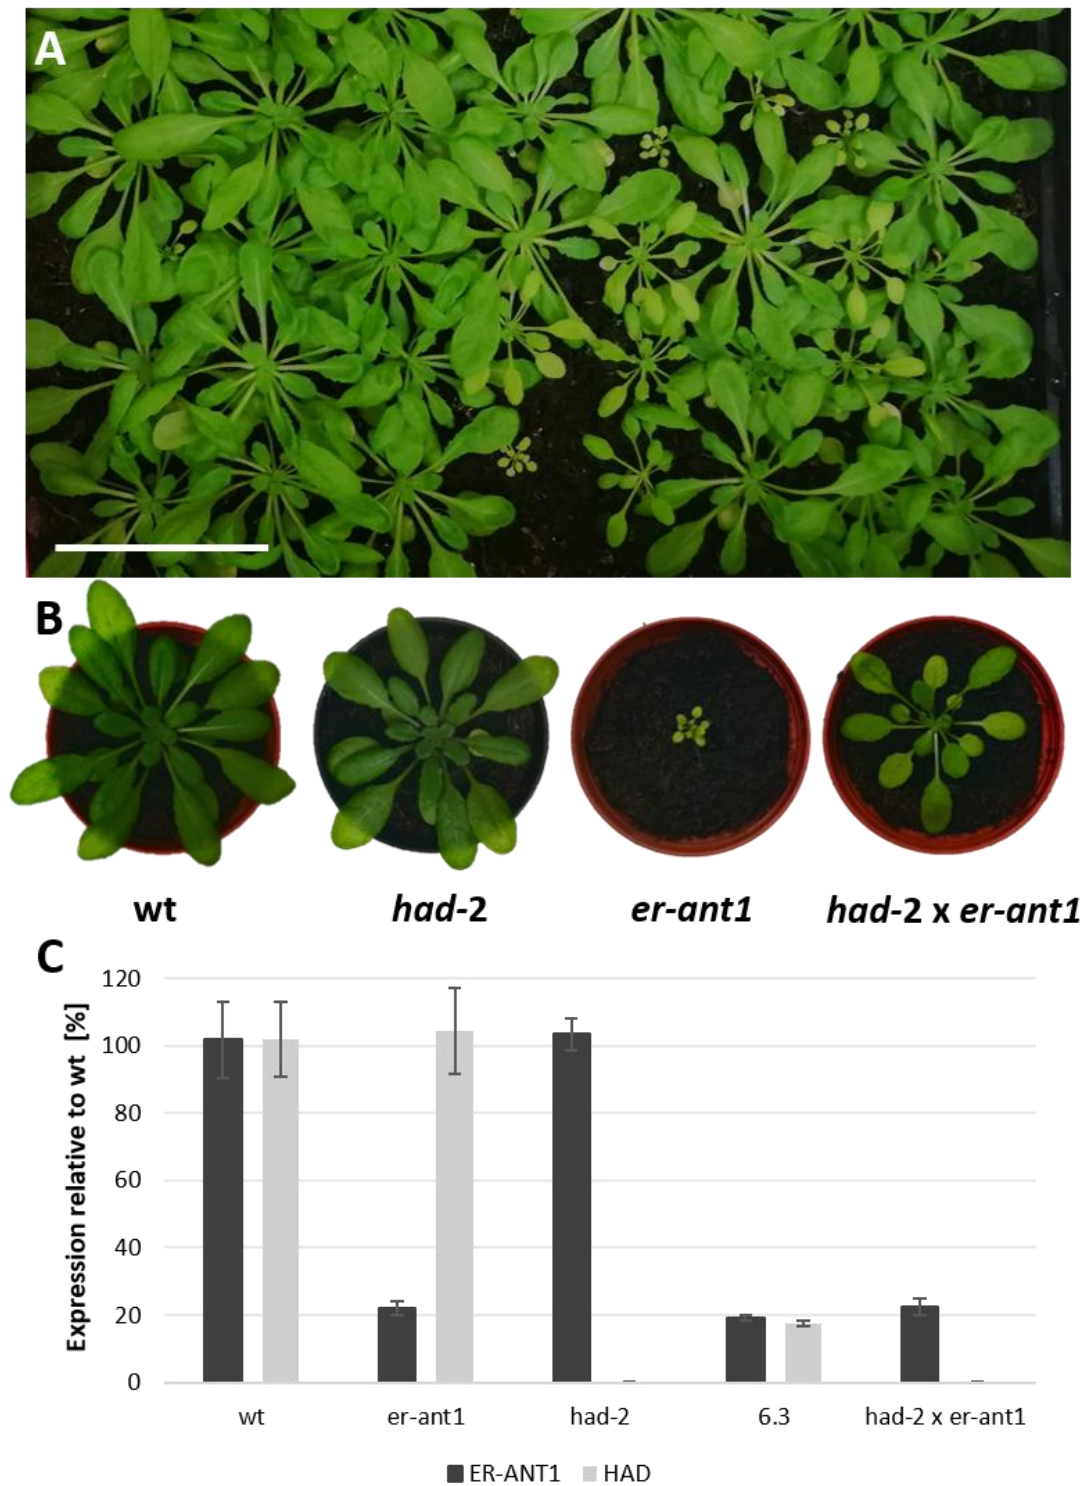 A
B
wt
had-2
er-ant1
had-2 x er-ant1
C
Expression relative to wt [%]
120
100
80
60
40
20
0
wt
er-ant1
had-2
6.3
had-2 x er-ant1
ER-ANT1
HAD